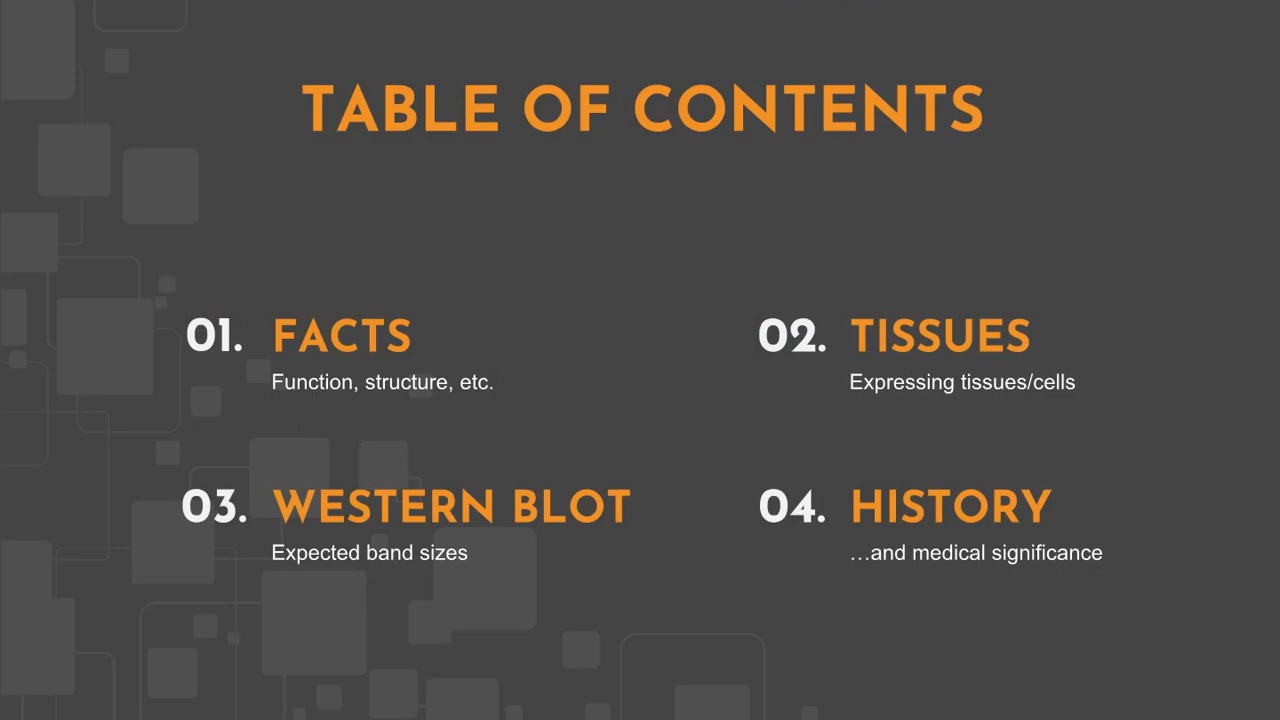 TABLE OF CONTENTS
01. FACTS
Function, structure, etc.
02. TISSUES
Expressing tissues/cells
03. WESTERN BLOT
Expected band sizes
04. HISTORY
…and medical significance